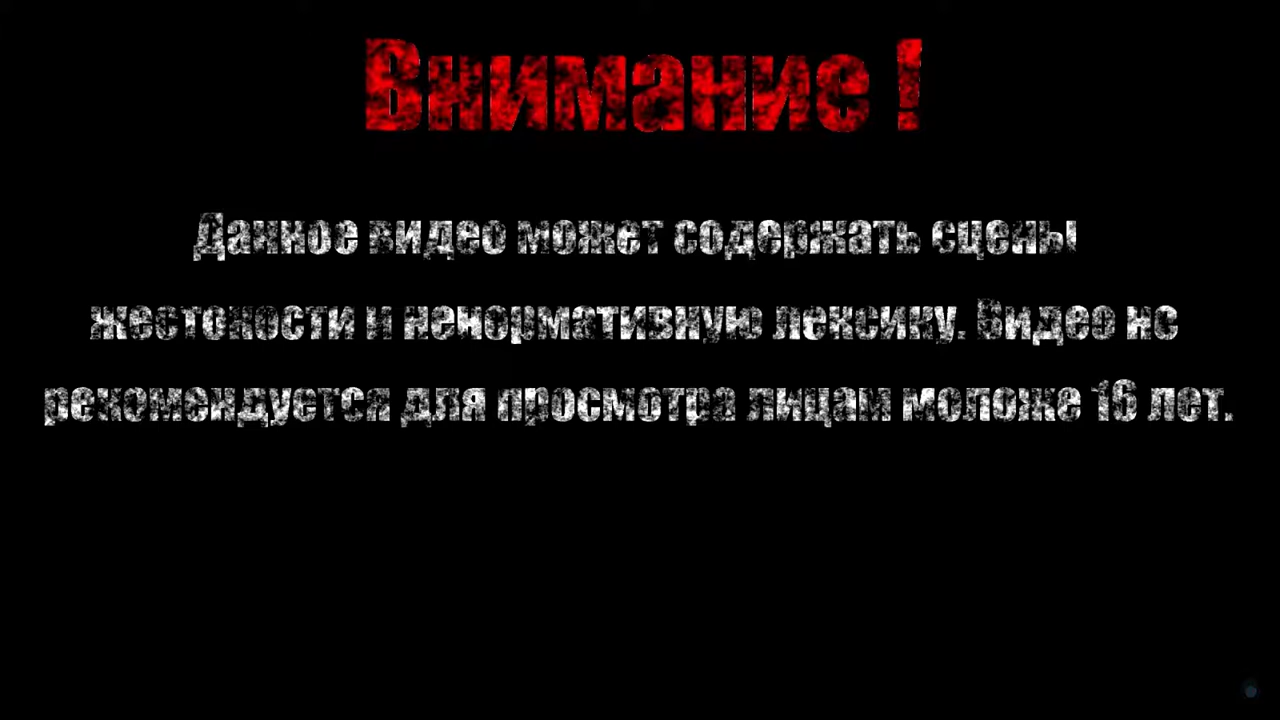 Внимание !
Данное видео может содержать сцены
жестокости и ненормативную лексику. Видео не
рекомендуется для просмотра лицам моложе 16 лет.